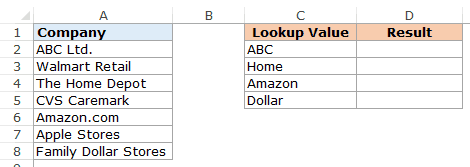 A B C D
1 Company Lookup Value Result
2 ABC Ltd. ABC
3 Walmart Retail Home
4 The Home Depot Amazon
5 CVS Caremark Dollar
6 Amazon.com
7 Apple Stores
8 Family Dollar Stores